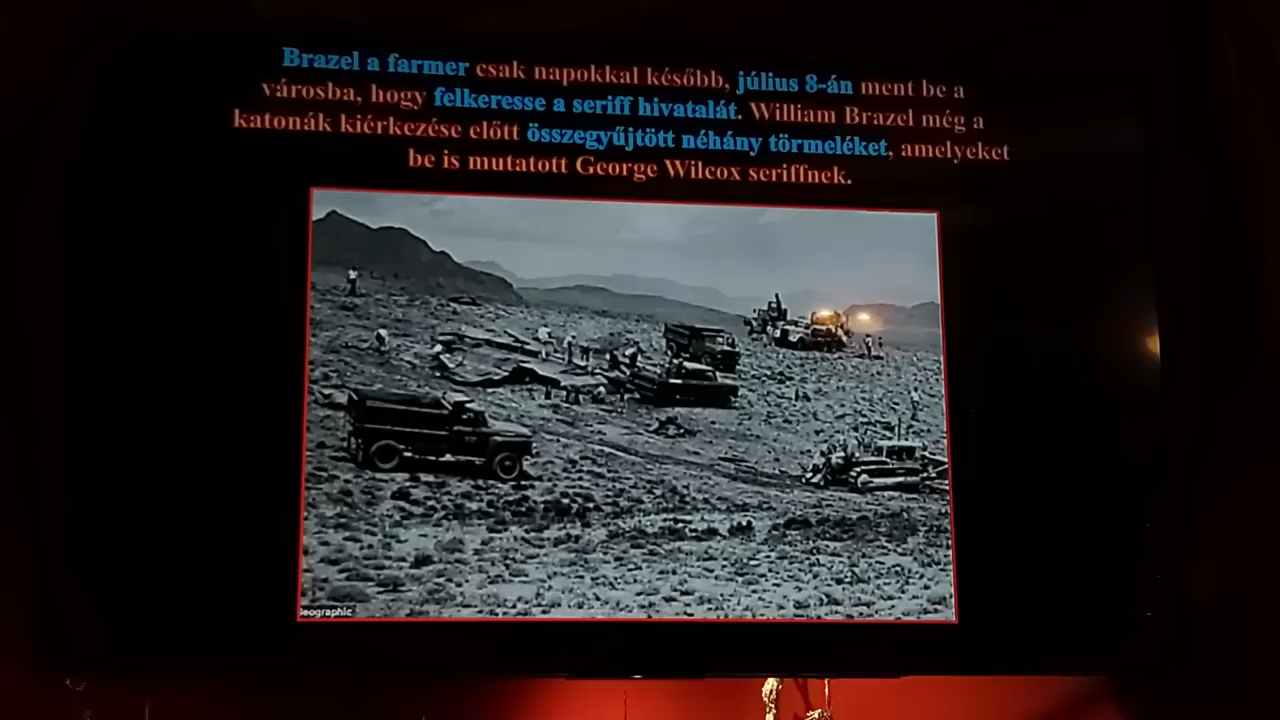 Brazel a farmer csak napokkal később, július 8-án ment be a
városba, hogy felkeresse a seriff hivatalát. William Brazel még a
katonák kiérkezése előtt összegyűjtött néhány törmeléket, amelyeket
be is mutatott George Wilcox seriffnek.
Geographic